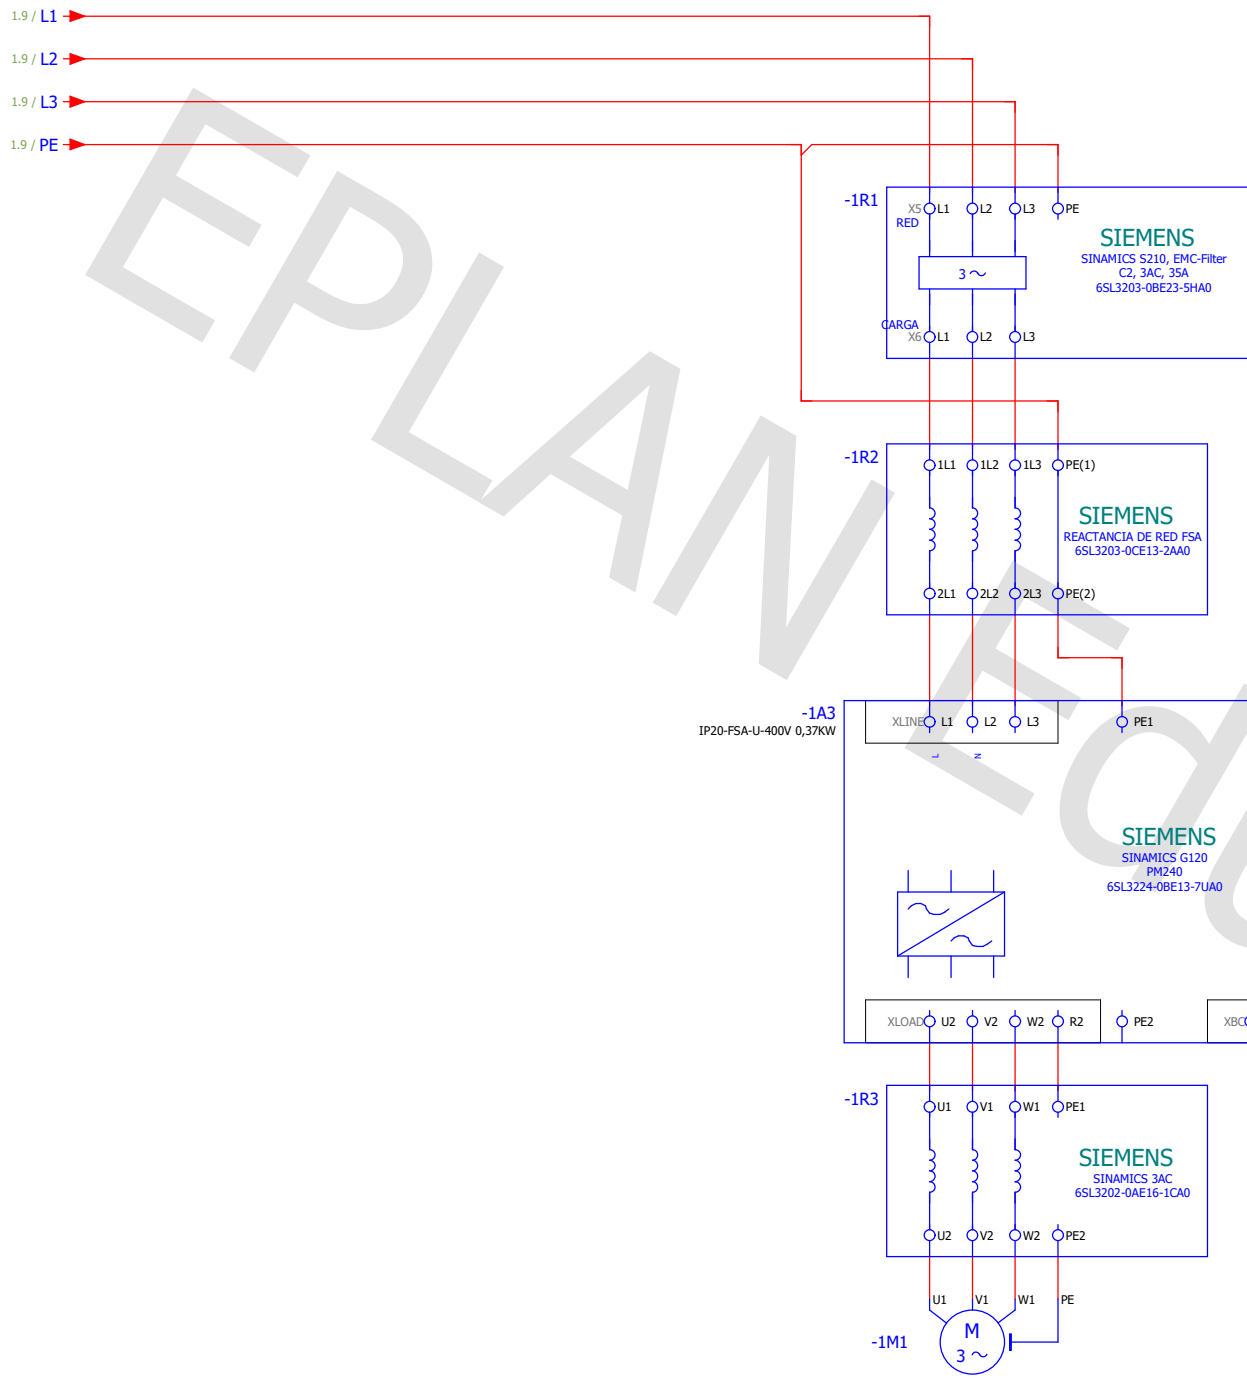 1.9 / L1
1.9 / L2
1.9 / L3
1.9 / PE
-1R1
X5 L1 L2 L3 PE
RED
SIEMENS
SINAMICS S210, EMC-Filter
C2, 3AC, 35A
6SL3203-0BE23-5HA0
3
CARGA
X6 L1 L2 L3
-1R2
1L1 1L2 1L3 PE(1)
SIEMENS
REACTANCIA DE RED FSA
6SL3203-0CE13-2AA0
2L1 2L2 2L3 PE(2)
-1A3
IP20-FSA-U-400V 0,37KW
XLINE L1 L2 L3 PE1
L N
SIEMENS
SINAMICS G120
PM240
6SL3224-0BE13-7UA0
XLOAD U2 V2 W2 R2 PE2
-1R3
U1 V1 W1 PE1
SIEMENS
SINAMICS 3AC
6SL3202-0AE16-1CA0
U2 V2 W2 PE2
U1 V1 W1 PE
-1M1
M
3
EPLAN Edu